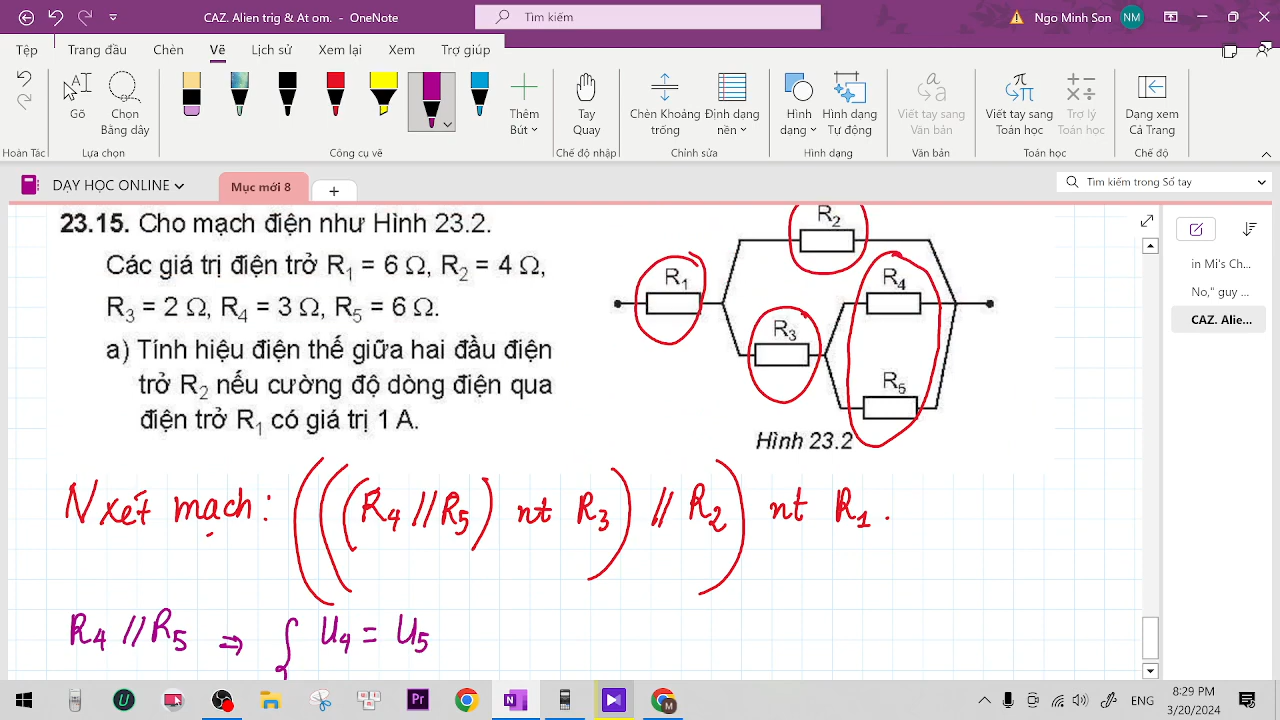 CAZ. Alien - OneNote
Tìm kiếm
Ngo Minh Son NM
Tệp Trang đầu Chèn Vẽ Lịch sử Xem Xem Trợ giúp
Gõ
Chọn Bằng dây
Thêm Bút
Tay Quay
Chèn Khoảng trống
Định dạng nền
Hình dạng
Hình dạng Tự động
Viết tay sang Văn bản
Viết tay sang Toán học
Trợ lý Toán học
Dạng xem Cả Trang
Hoàn Tác Lựa chọn Công cụ vẽ Chế độ nhập Chỉnh sửa Hình dạng Văn bản Toán học Chế độ
DẠY HỌC ONLINE Mục mới 8 + Tìm kiếm trong Sổ tay
23.15. Cho mạch điện như Hình 23.2.
Các giá trị điện trở R₁ = 6 Ω, R₂ = 4 Ω,
R₃ = 2 Ω, R₄ = 3 Ω, R₅ = 6 Ω.
a) Tính hiệu điện thế giữa hai đầu điện
trở R₂ nếu cường độ dòng điện qua
điện trở R₁ có giá trị 1 A.
R₂
R₁
R₄
R₃
R₅
Hình 23.2
in Mi's Ch...
No," guy ...
CAZ. Alie...
N xét mạch: (((R₄ // R₅) nt R₃) // R₂) nt R₁.
R₄ // R₅ ⇒ { U₄ = U₅
U Pr N M
ENG
8:29 PM
3/20/2024